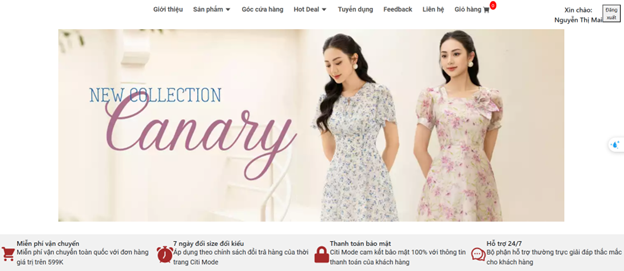 Giới thiệu Sản phẩm Góc cửa hàng Hot Deal Tuyển dụng Feedback Liên hệ Giỏ hàng 0
Xin chào:
Nguyễn Thị Mai
Đăng
xuất
NEW COLLECTION
Canary
Miễn phí vận chuyển
Miễn phí vận chuyển toàn quốc với đơn hàng
giá trị trên 599K
7 ngày đổi size đổi kiểu
Áp dụng theo chính sách đổi trả hàng của thời
trang Citi Mode
Thanh toán bảo mật
Citi Mode cam kết bảo mật 100% với thông tin
thanh toán của khách hàng
Hỗ trợ 24/7
Bộ phận hỗ trợ thường trực giải đáp thắc mắc
cho khách hàng